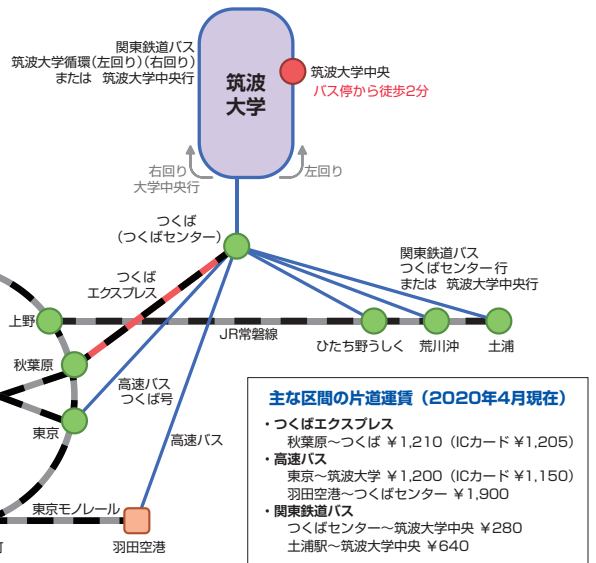 関東鉄道バス
筑波大学循環(左回り)(右回り)
または 筑波大学中央行
筑波
大学
筑波大学中央
バス停から徒歩2分
右回り
大学中央行
左回り
つくば
（つくばセンター）
関東鉄道バス
つくばセンター行
または 筑波大学中央行
つくば
エクスプレス
上野
JR常磐線
ひたち野うしく
荒川沖
土浦
秋葉原
高速バス
つくば号
東京
高速バス
東京モノレール
羽田空港
主な区間の片道運賃（2020年4月現在）
・つくばエクスプレス
秋葉原〜つくば ￥1,210（ICカード ￥1,205）
・高速バス
東京〜筑波大学 ￥1,200（ICカード ￥1,150）
羽田空港〜つくばセンター ￥1,900
・関東鉄道バス
つくばセンター〜筑波大学中央 ￥280
土浦駅〜筑波大学中央 ￥640